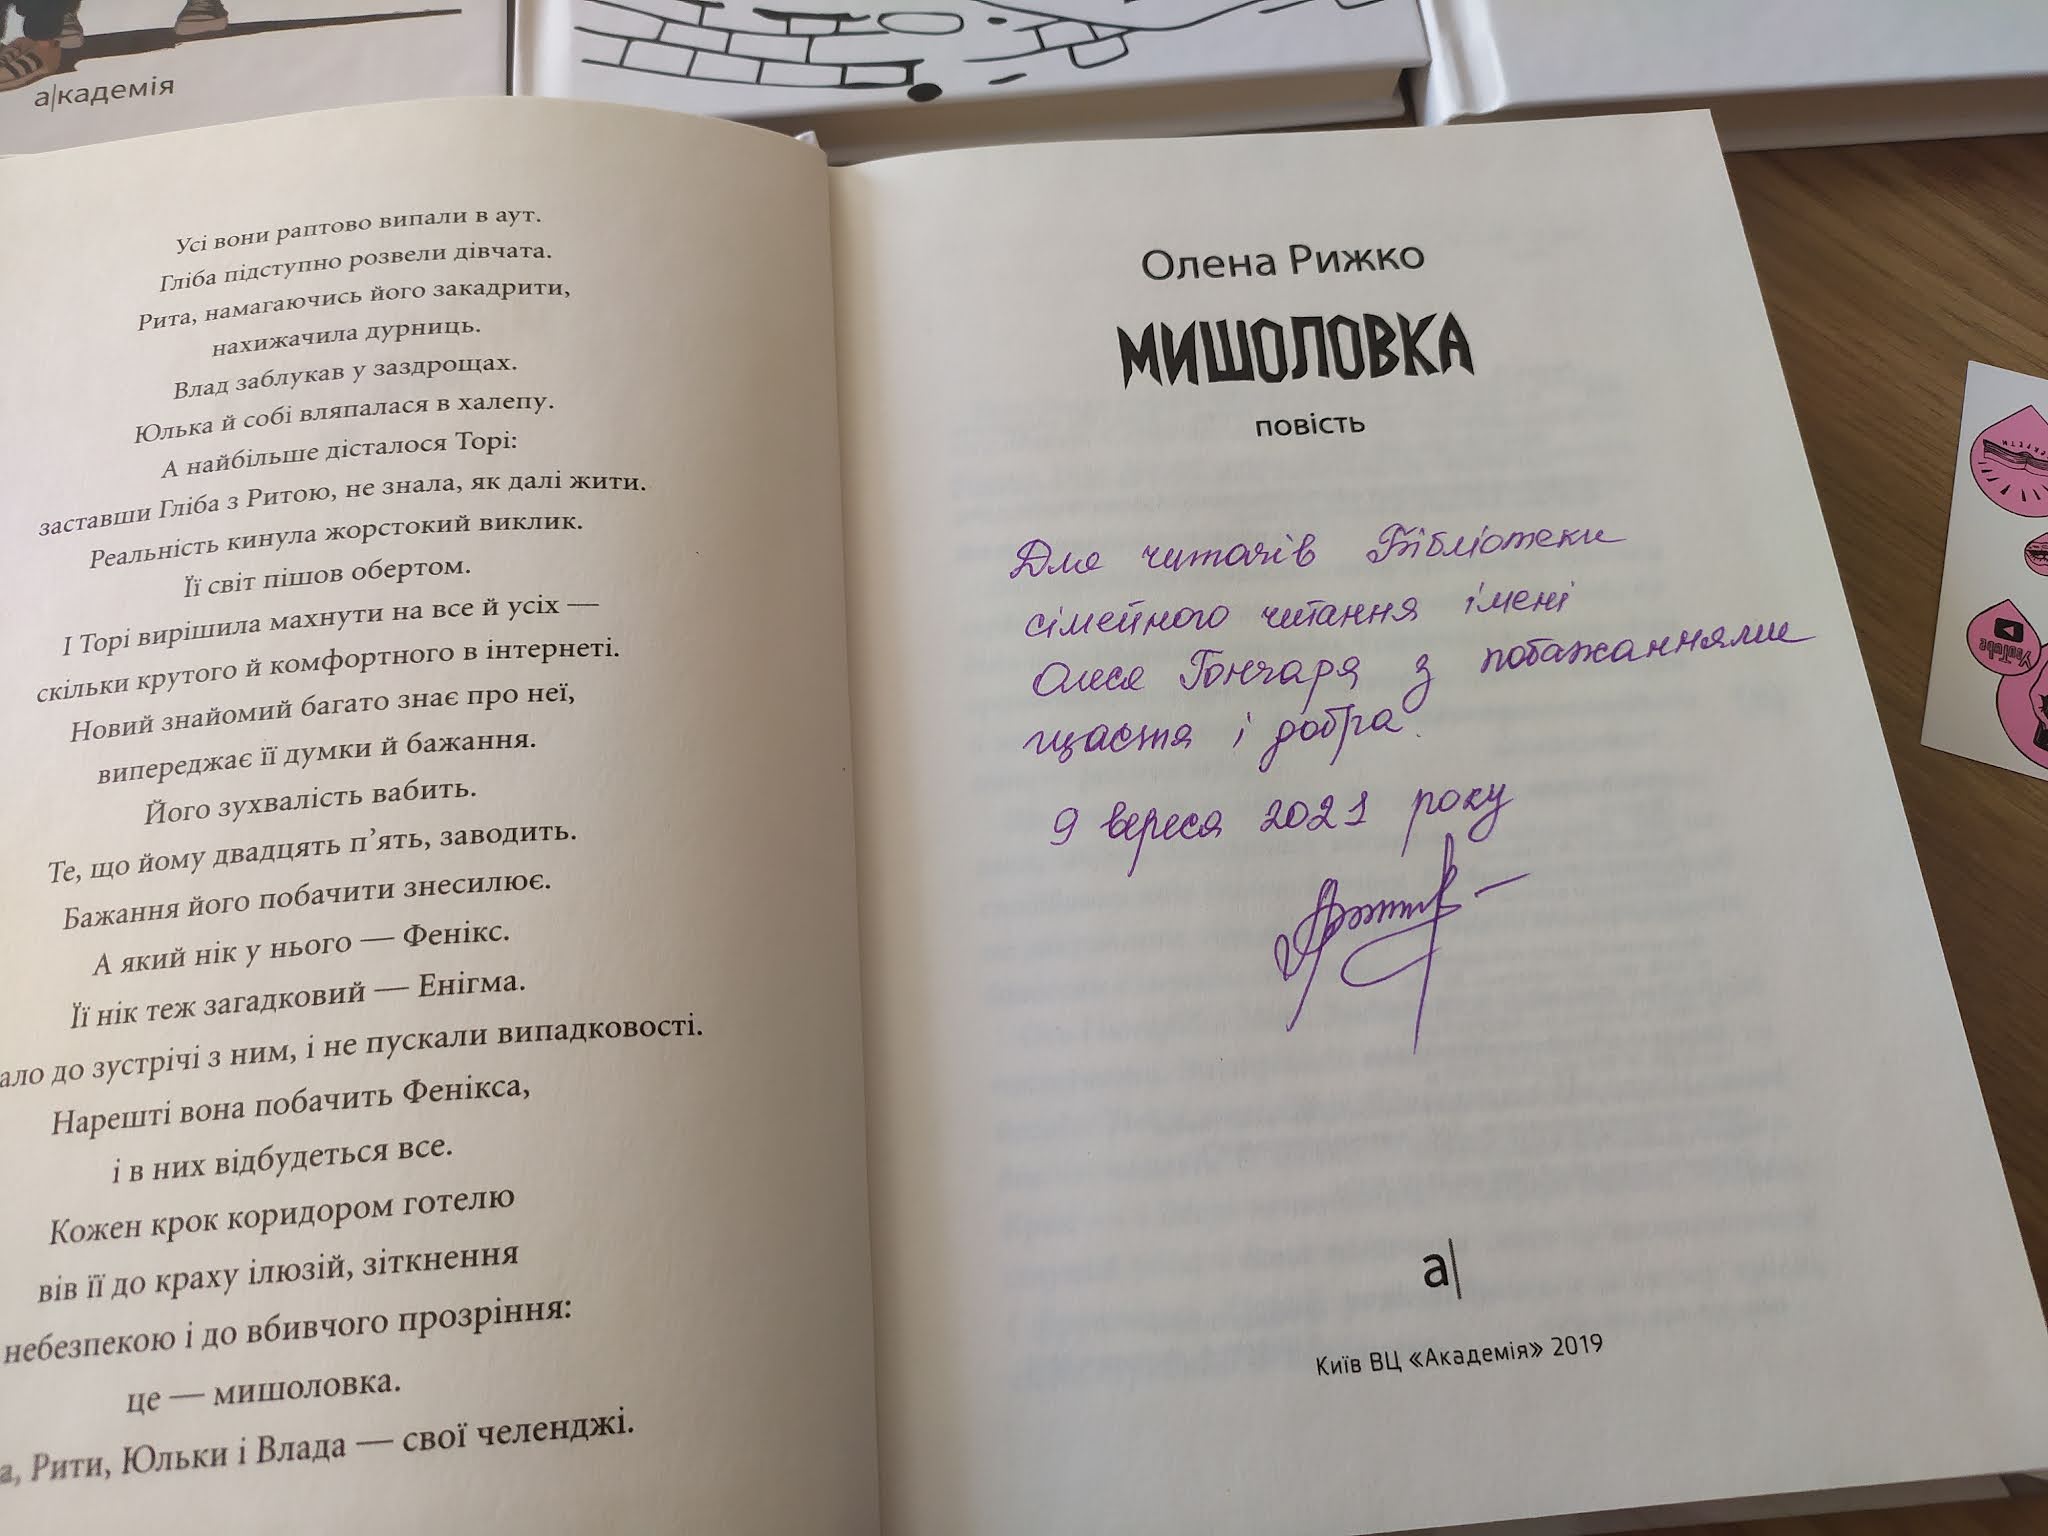 а|кадемія
Усі вони раптово випали в аут.
Гліба підступно розвели дівчата.
Рита, намагаючись його закадрити,
нахижачила дурниць.
Влад заблукав у заздрощах.
Юлька й собі вляпалася в халепу.
А найбільше дісталося Торі:
заставши Гліба з Ритою, не знала, як далі жити.
Реальність кинула жорстокий виклик.
Її світ пішов обертом.
І Торі вирішила махнути на все й усіх —
скільки крутого й комфортного в інтернеті.
Новий знайомий багато знає про неї,
випереджає її думки й бажання.
Його зухвалість вабить.
Те, що йому двадцять п’ять, заводить.
Бажання його побачити знесилює.
А який нік у нього — Фенікс.
Її нік теж загадковий — Енігма.
ало до зустрічі з ним, і не пускали випадковості.
Нарешті вона побачить Фенікса,
і в них відбудеться все.
Кожен крок коридором готелю
вів її до краху ілюзій, зіткнення
небезпекою і до вбивчого прозріння:
це — мишоловка.
а, Рити, Юльки і Влада — свої челенджі.
Олена Рижко
МИШОЛОВКА
повість
Для читачів Бібліотеки
сімейного читання імені
Олеся Гончара з побажаннями
щастя і добра.
9 вересня 2021 року
а|
Київ ВЦ «Академія» 2019
YouTube